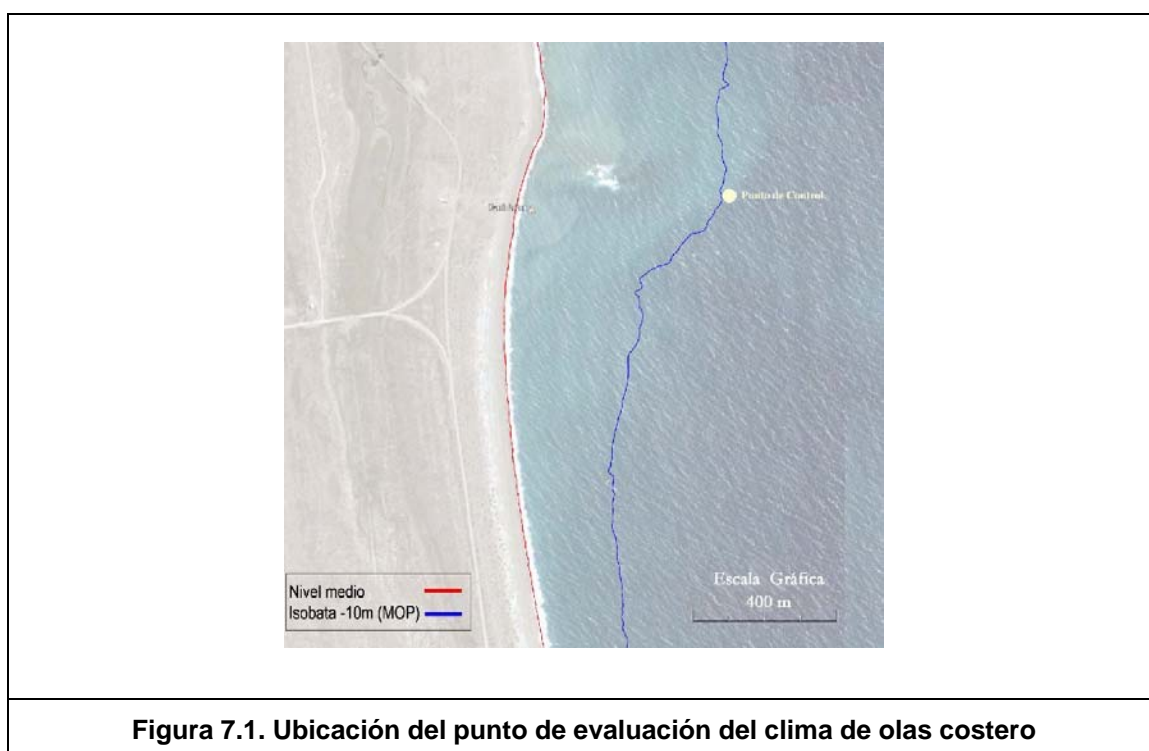 Punto de Control
Escala Gráfica
400 m
Nivel medio
Isobata -10m (MOP)
Figura 7.1. Ubicación del punto de evaluación del clima de olas costero